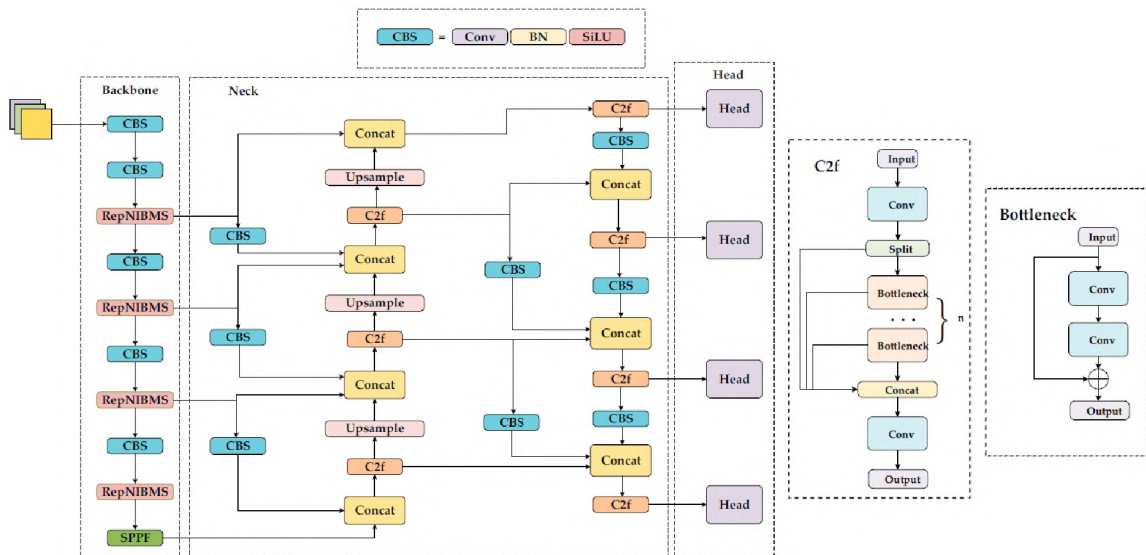 CBS = Conv BN SiLU
Backbone
CBS
CBS
RepNIBMS
CBS
RepNIBMS
CBS
RepNIBMS
CBS
RepNIBMS
SPPF
Neck
CBS
CBS
CBS
Concat
Upsample
C2f
Concat
Upsample
C2f
Concat
Upsample
C2f
Concat
CBS
CBS
C2f
CBS
Concat
C2f
CBS
Concat
C2f
CBS
Concat
C2f
Head
Head
Head
Head
Head
C2f
Input
Conv
Split
Bottleneck
. . .
Bottleneck
n
Concat
Conv
Output
Bottleneck
Input
Conv
Conv
Output